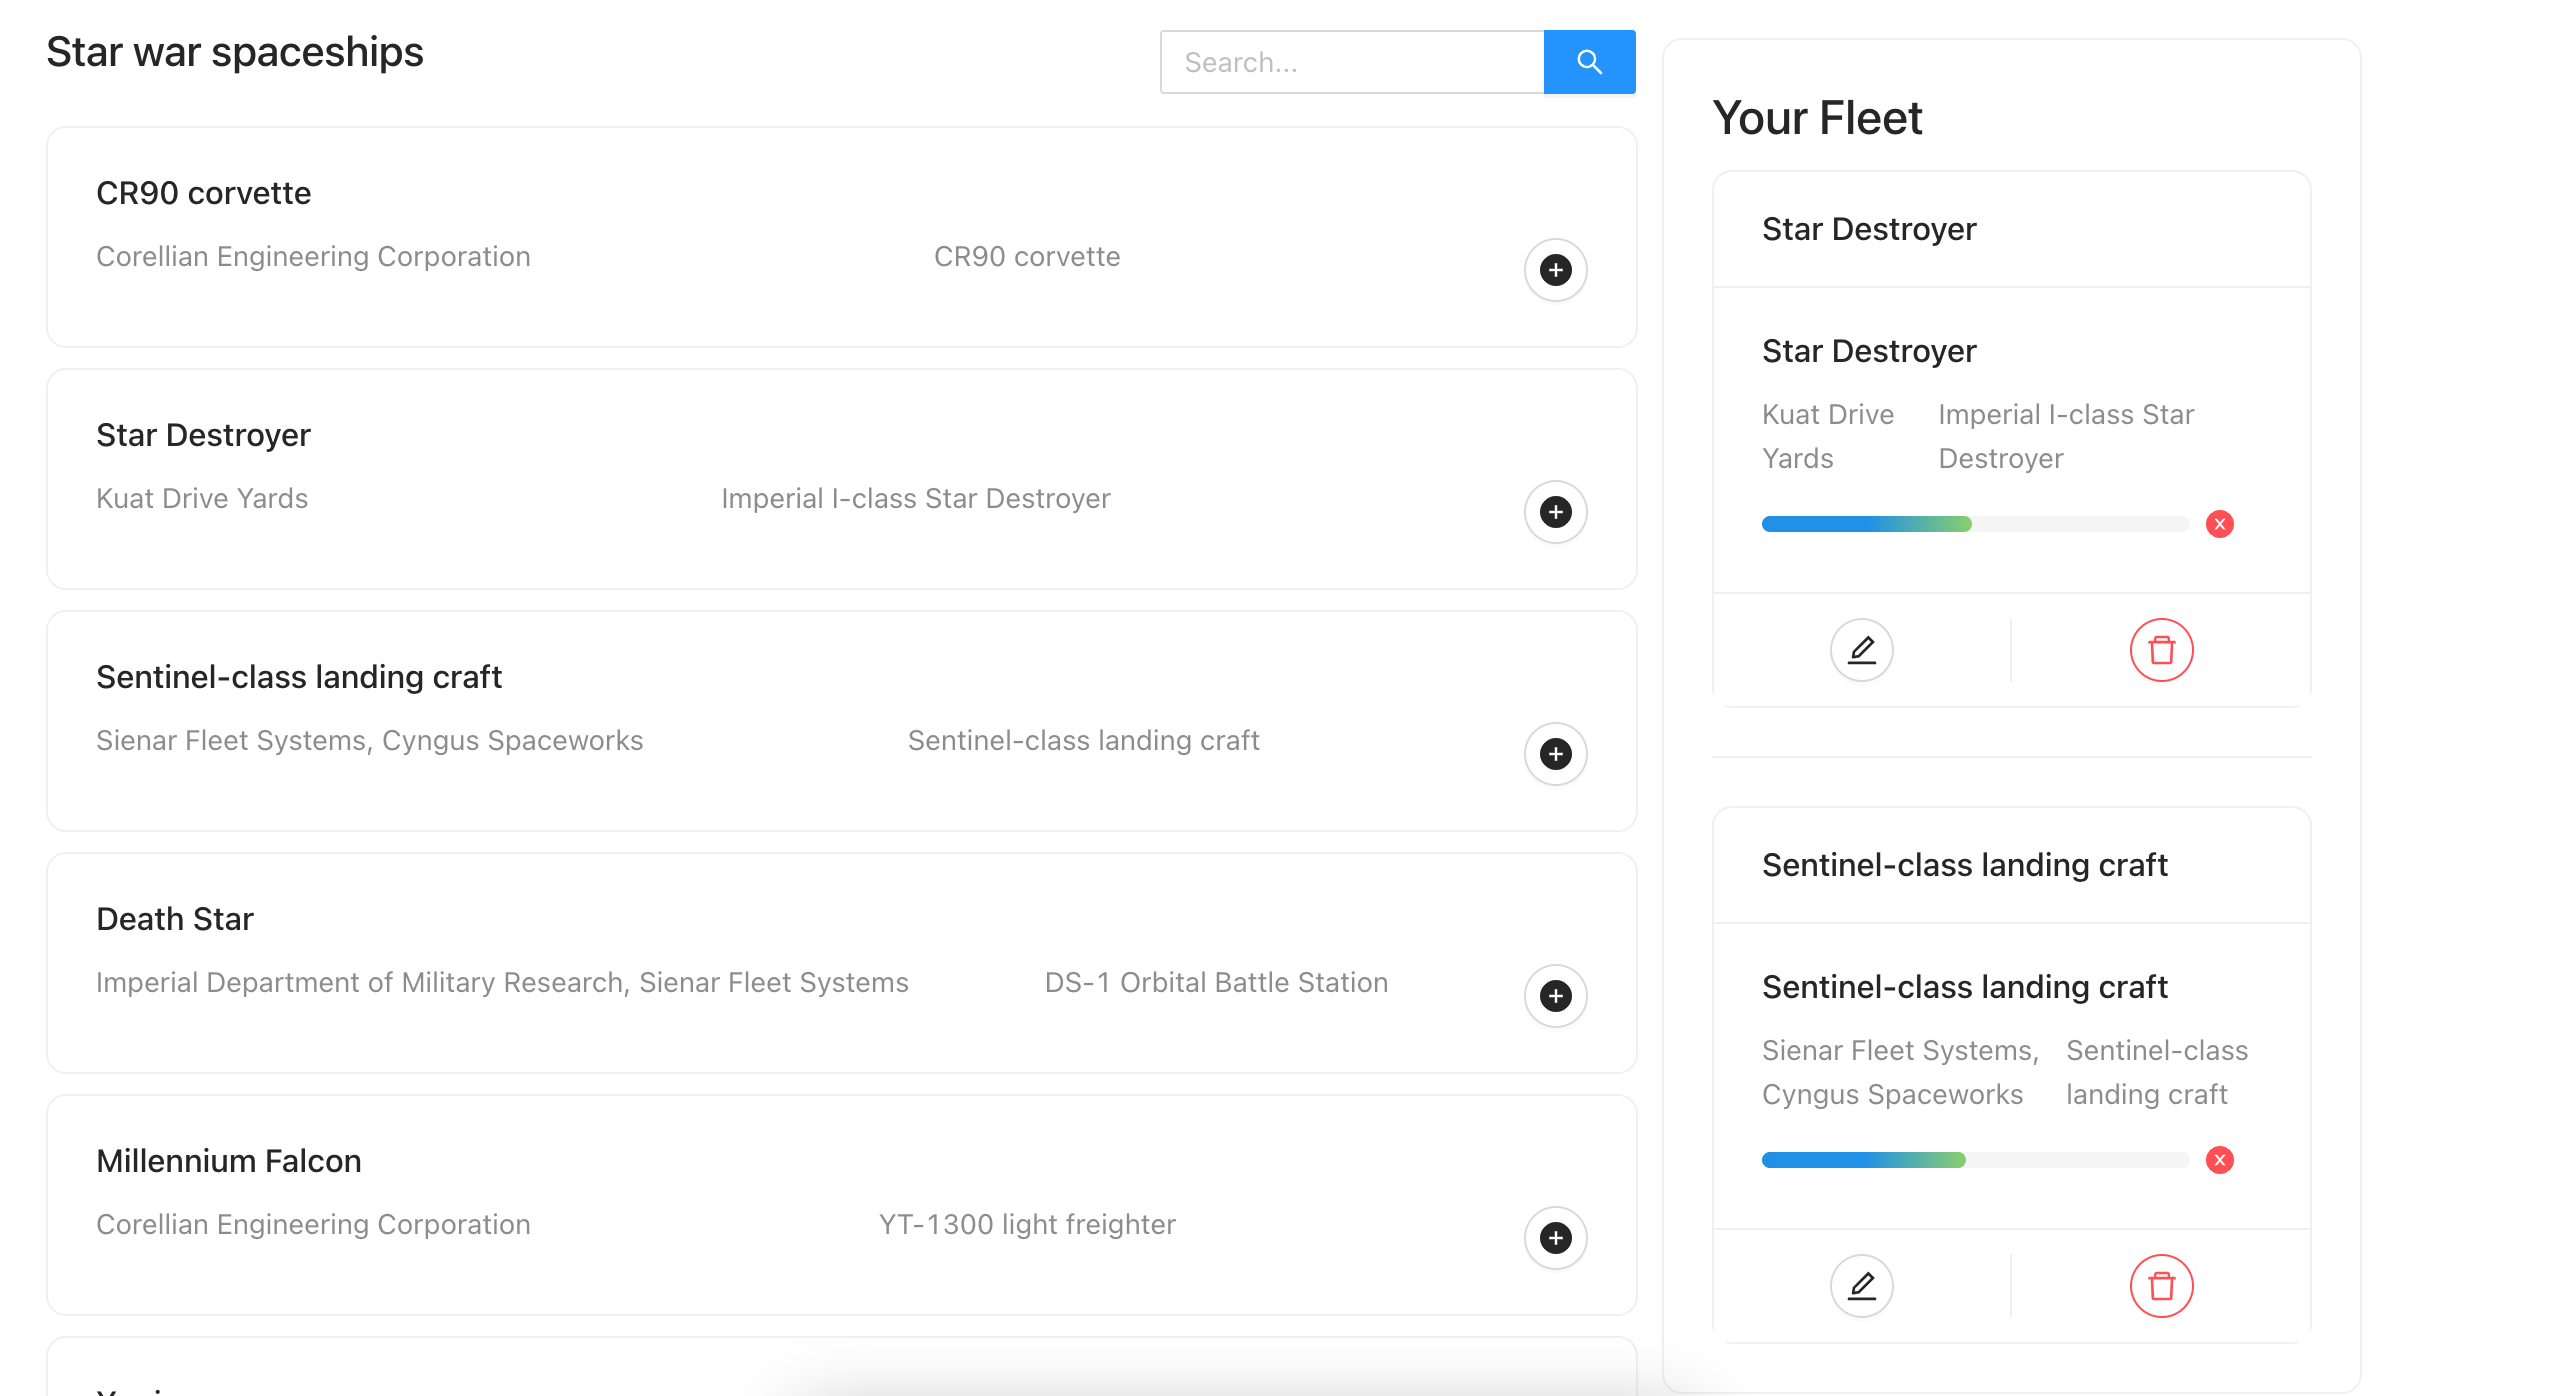 Star war spaceships
Search...
CR90 corvette
Corellian Engineering Corporation
CR90 corvette
Star Destroyer
Kuat Drive Yards
Imperial I-class Star Destroyer
Sentinel-class landing craft
Sienar Fleet Systems, Cyngus Spaceworks
Sentinel-class landing craft
Death Star
Imperial Department of Military Research, Sienar Fleet Systems
DS-1 Orbital Battle Station
Millennium Falcon
Corellian Engineering Corporation
YT-1300 light freighter
Your Fleet
Star Destroyer
Star Destroyer
Kuat Drive
Yards
Imperial I-class Star
Destroyer
Sentinel-class landing craft
Sentinel-class landing craft
Sienar Fleet Systems,
Cyngus Spaceworks
Sentinel-class
landing craft